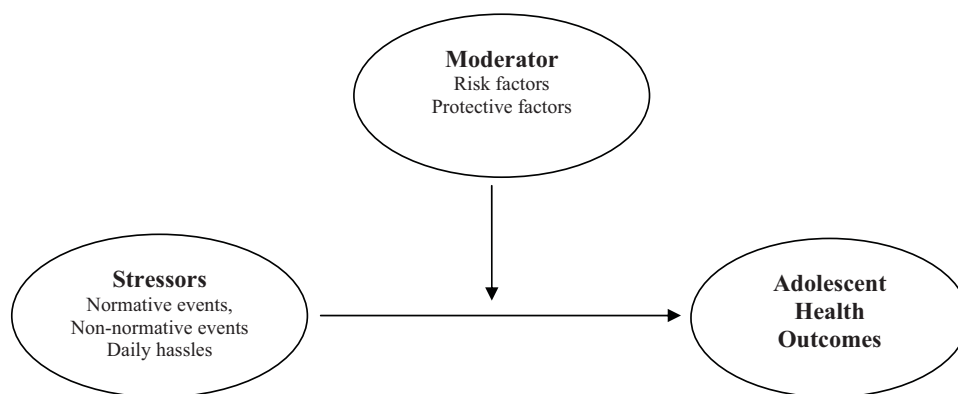 Moderator
Risk factors
Protective factors
Stressors
Normative events,
Non-normative events
Daily hassles
Adolescent
Health
Outcomes